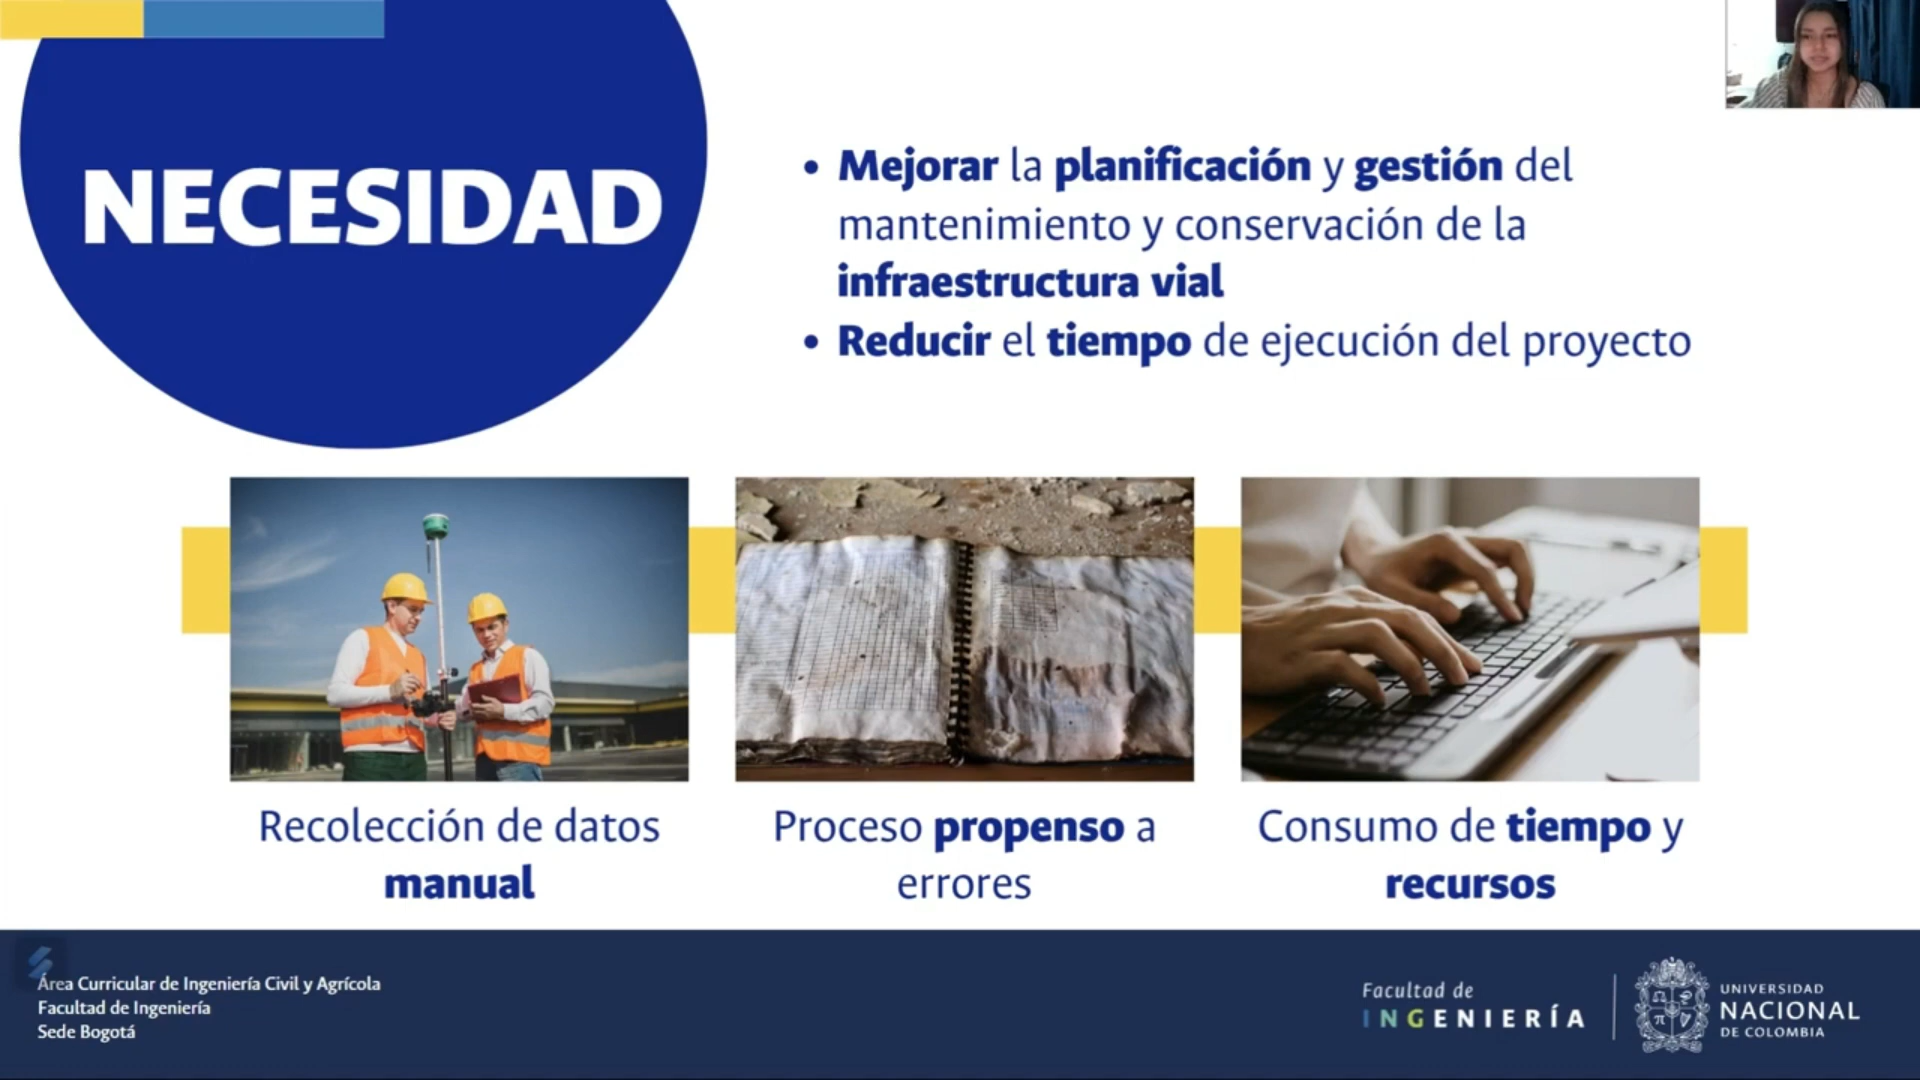 NECESIDAD
• Mejorar la planificación y gestión del
mantenimiento y conservación de la
infraestructura vial
• Reducir el tiempo de ejecución del proyecto
Recolección de datos
manual
Proceso propenso a
errores
Consumo de tiempo y
recursos
Área Curricular de Ingeniería Civil y Agrícola
Facultad de Ingeniería
Sede Bogotá
Facultad de
INGENIERÍA
UNIVERSIDAD
NACIONAL
DE COLOMBIA